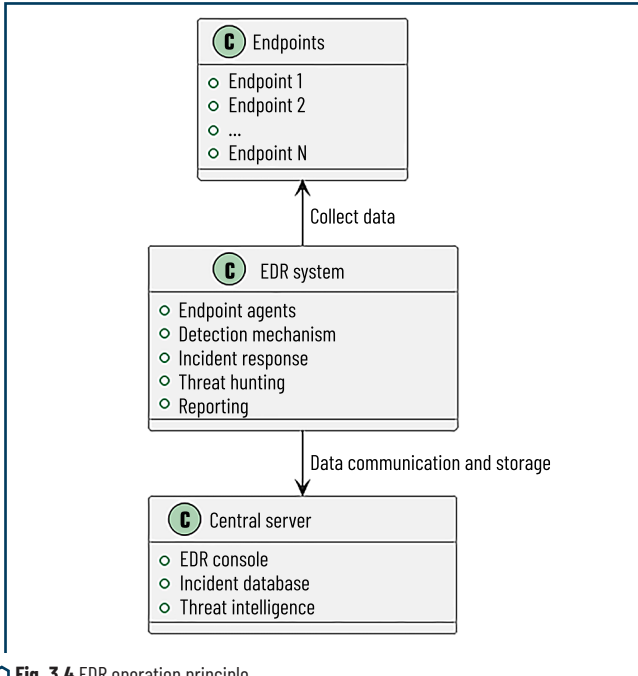 C Endpoints
Endpoint 1
Endpoint 2
...
Endpoint N
Collect data
C EDR system
Endpoint agents
Detection mechanism
Incident response
Threat hunting
Reporting
Data communication and storage
C Central server
EDR console
Incident database
Threat intelligence
Fig. 3.4 EDR operation principle